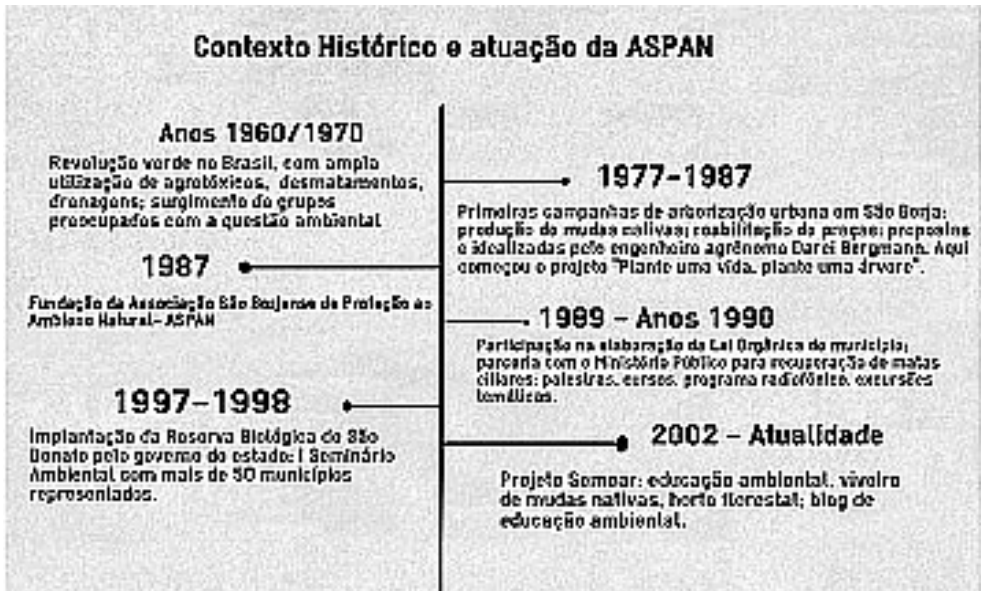 Contexto Histórico e atuação da ASPAN
Anos 1960/1970
Revolução verde no Brasil, com ampla
utilização de agrotóxicos, desmatamentos,
drenagens; surgimento de grupos
preocupados com a questão ambiental
1977-1987
Primeiras campanhas de arborização urbana em São Borja;
produção de mudas nativas; reabilitação de praças; propostas
e idealizadas pelo engenheiro agrônomo Darci Bergmann. Aqui
começou o projeto "Plante uma vida, plante uma árvore".
1987
Fundação da Associação São Borjense de Proteção ao
Ambiente Natural- ASPAN
1989 - Anos 1990
Participação na elaboração da Lei Orgânica do município;
parceria com o Ministério Público para recuperação de matas
ciliares; palestras, cursos, programa radiofônico, excursões
temáticas.
1997-1998
Implantação da Reserva Biológica do São
Donato pelo governo do estado; I Seminário
Ambiental com mais de 50 municípios
representados.
2002 - Atualidade
Projeto Semear: educação ambiental, viveiro
de mudas nativas, horto florestal; blog de
educação ambiental.